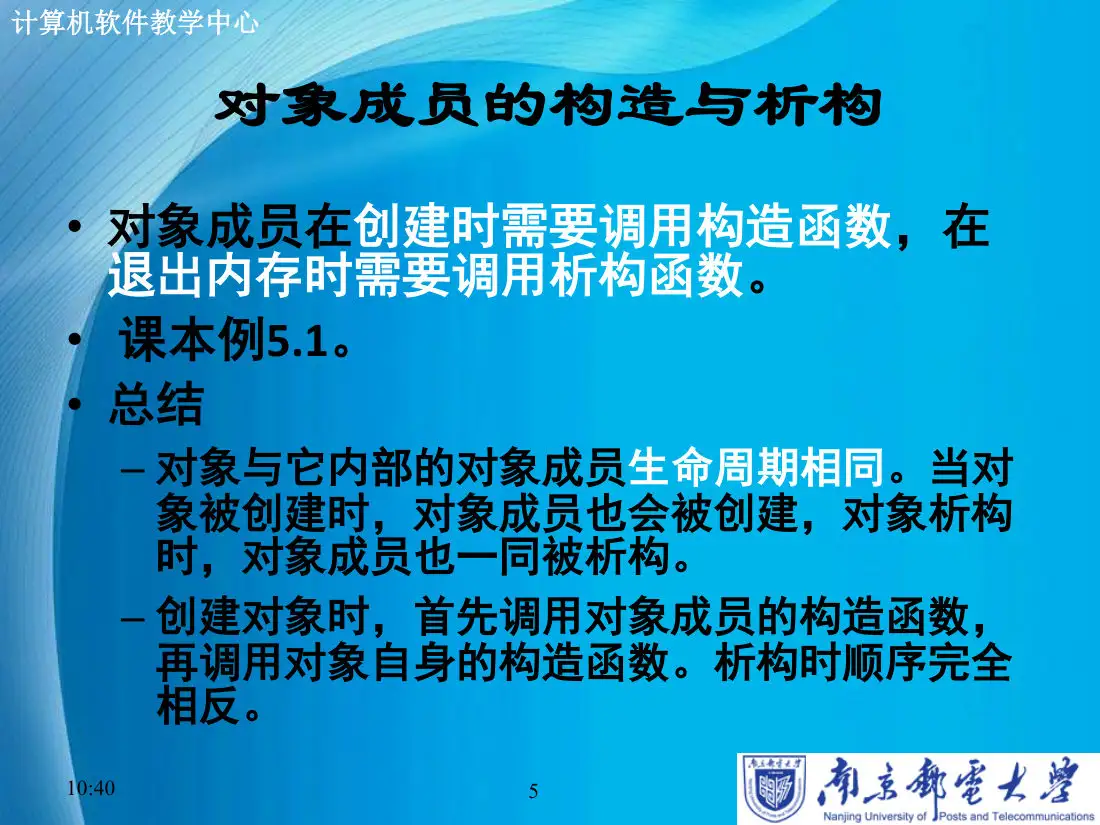 计算机软件教学中心
对象成员的构造与析构
• 对象成员在创建时需要调用构造函数，在
退出内存时需要调用析构函数。
• 课本例5.1。
• 总结
– 对象与它内部的对象成员生命周期相同。当对
象被创建时，对象成员也会被创建，对象析构
时，对象成员也一同被析构。
– 创建对象时，首先调用对象成员的构造函数，
再调用对象自身的构造函数。析构时顺序完全
相反。
10:40
5
南京郵電大學
Nanjing University of Posts and Telecommunications